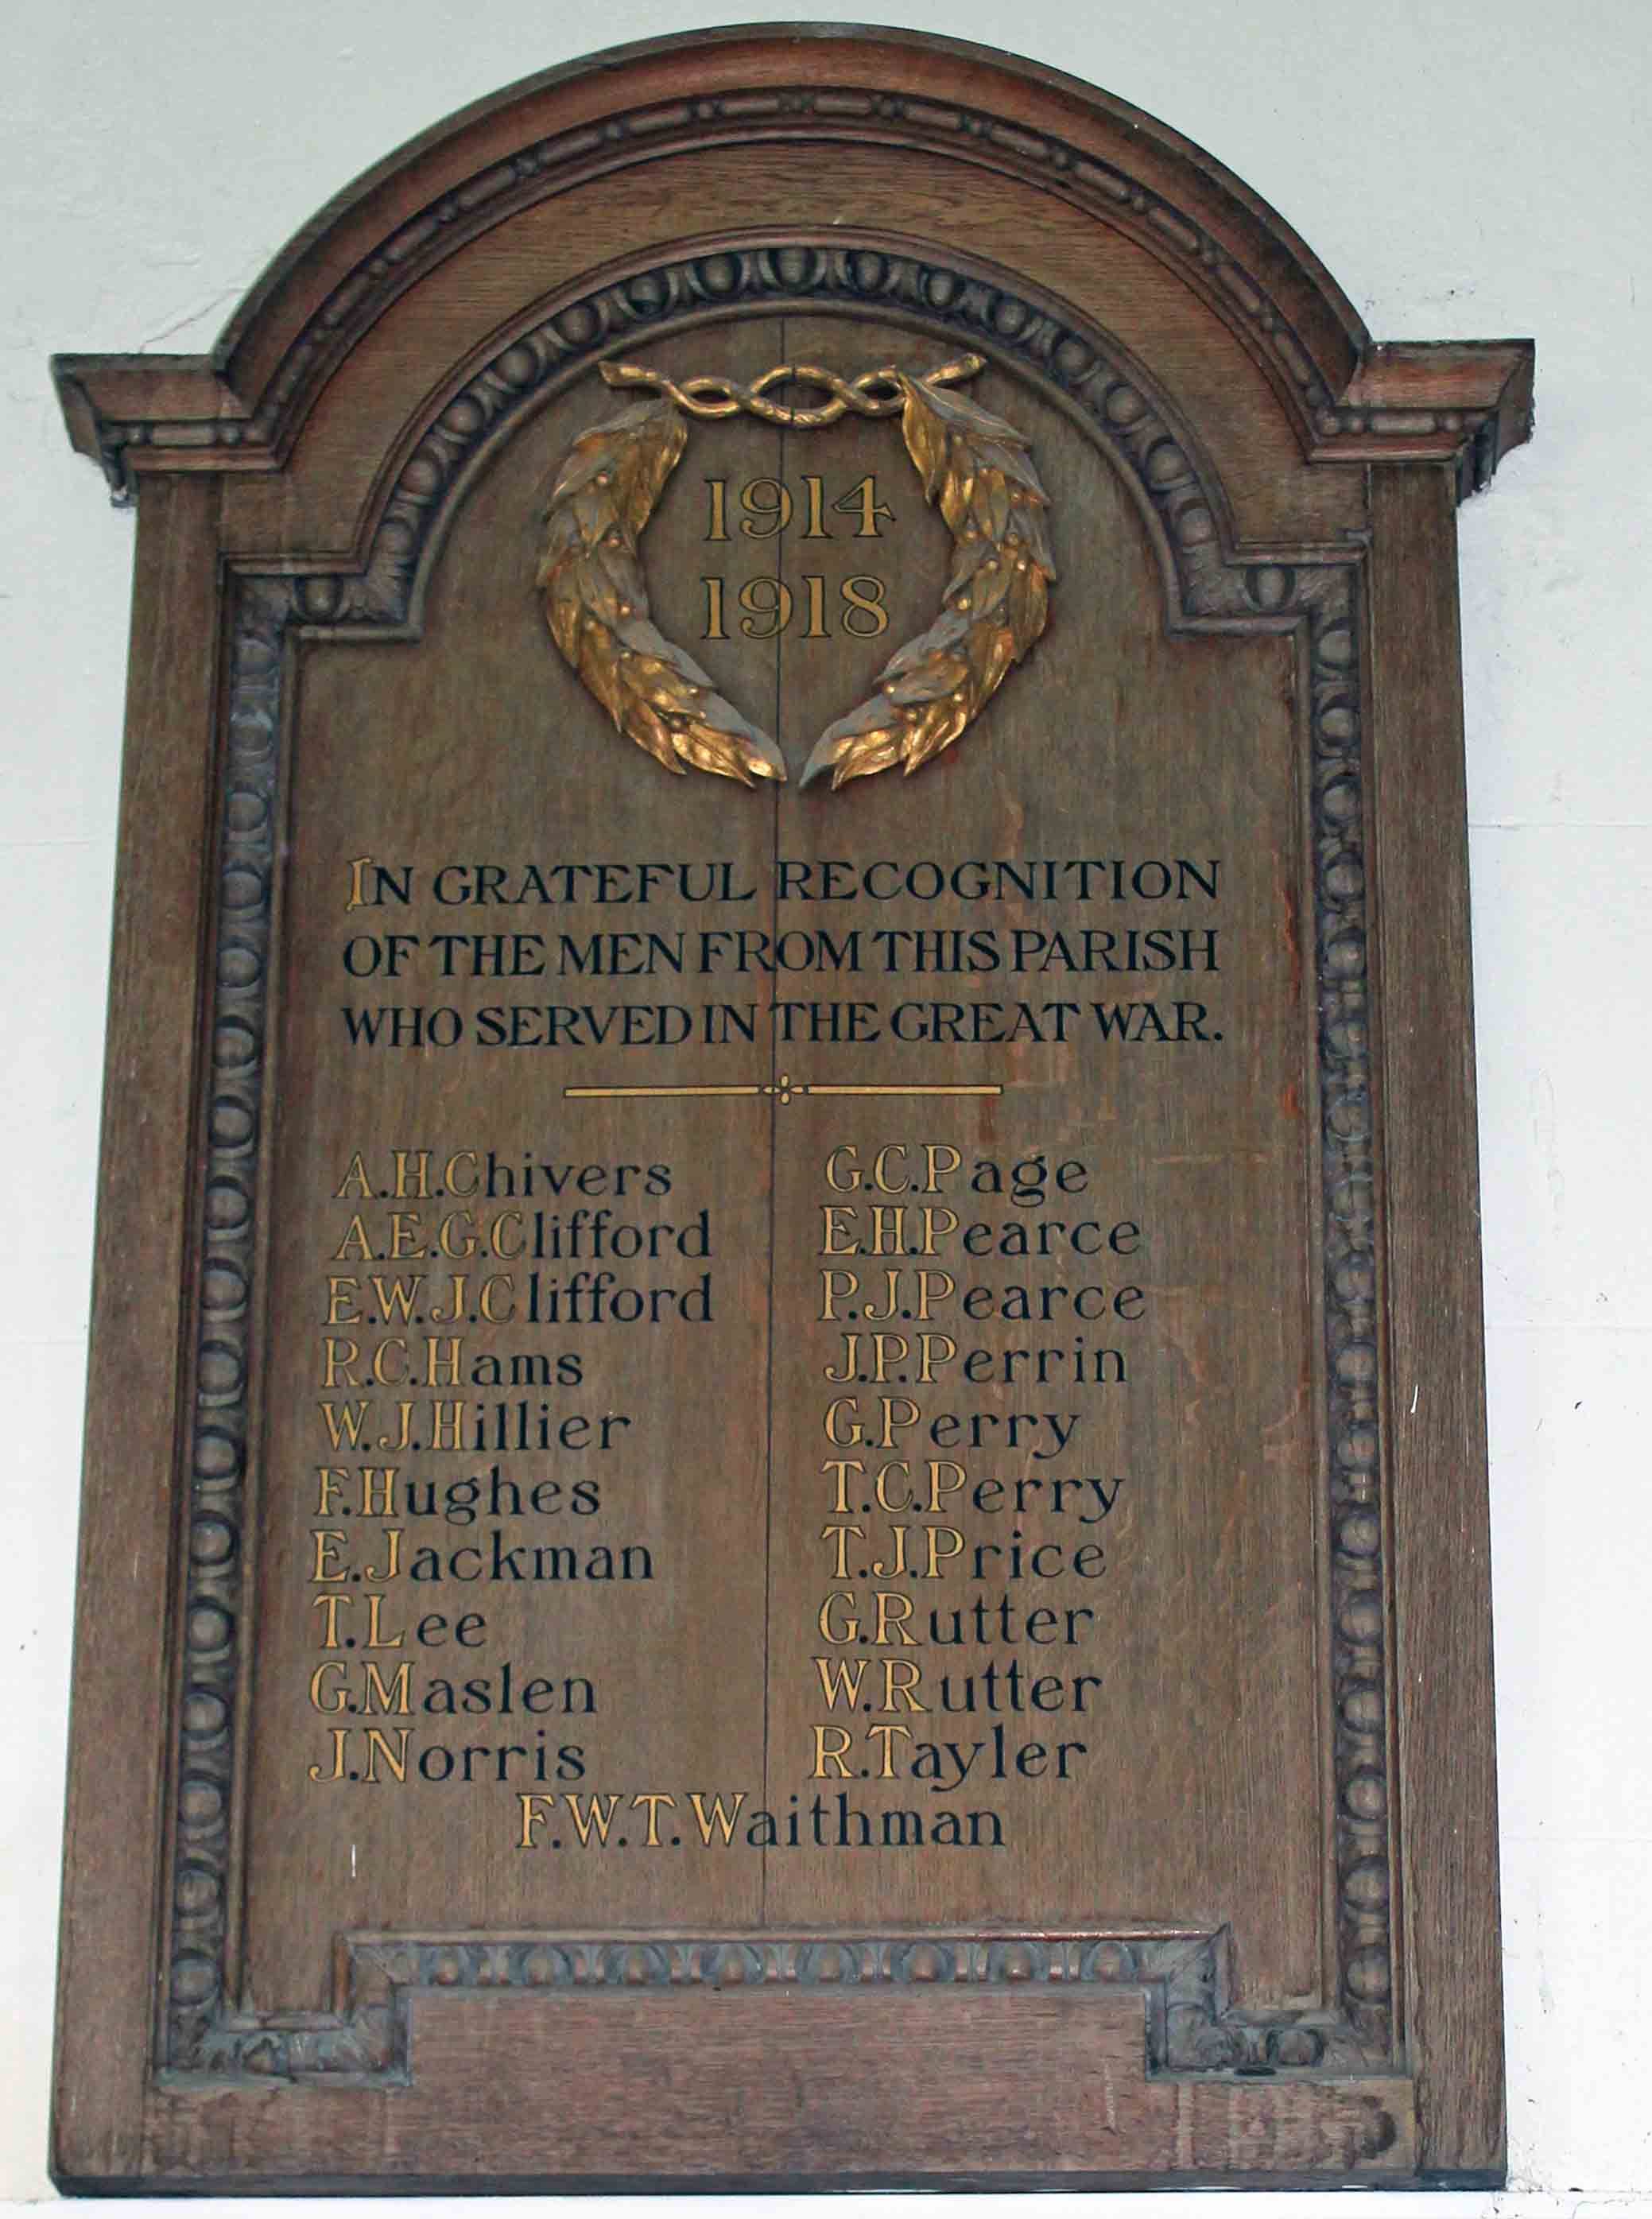 1914
1918
IN GRATEFUL RECOGNITION
OF THE MEN FROM THIS PARISH
WHO SERVED IN THE GREAT WAR.
A.H.Chivers
A.E.G.Clifford
E.W.J.Clifford
R.C.Hams
W.J.Hillier
F.Hughes
E.Jackman
T.Lee
G.Maslen
J.Norris
G.C.Page
E.H.Pearce
P.J.Pearce
J.P.Perrin
G.Perry
T.C.Perry
T.J.Price
G.Rutter
W.Rutter
R.Tayler
F.W.T.Waithman